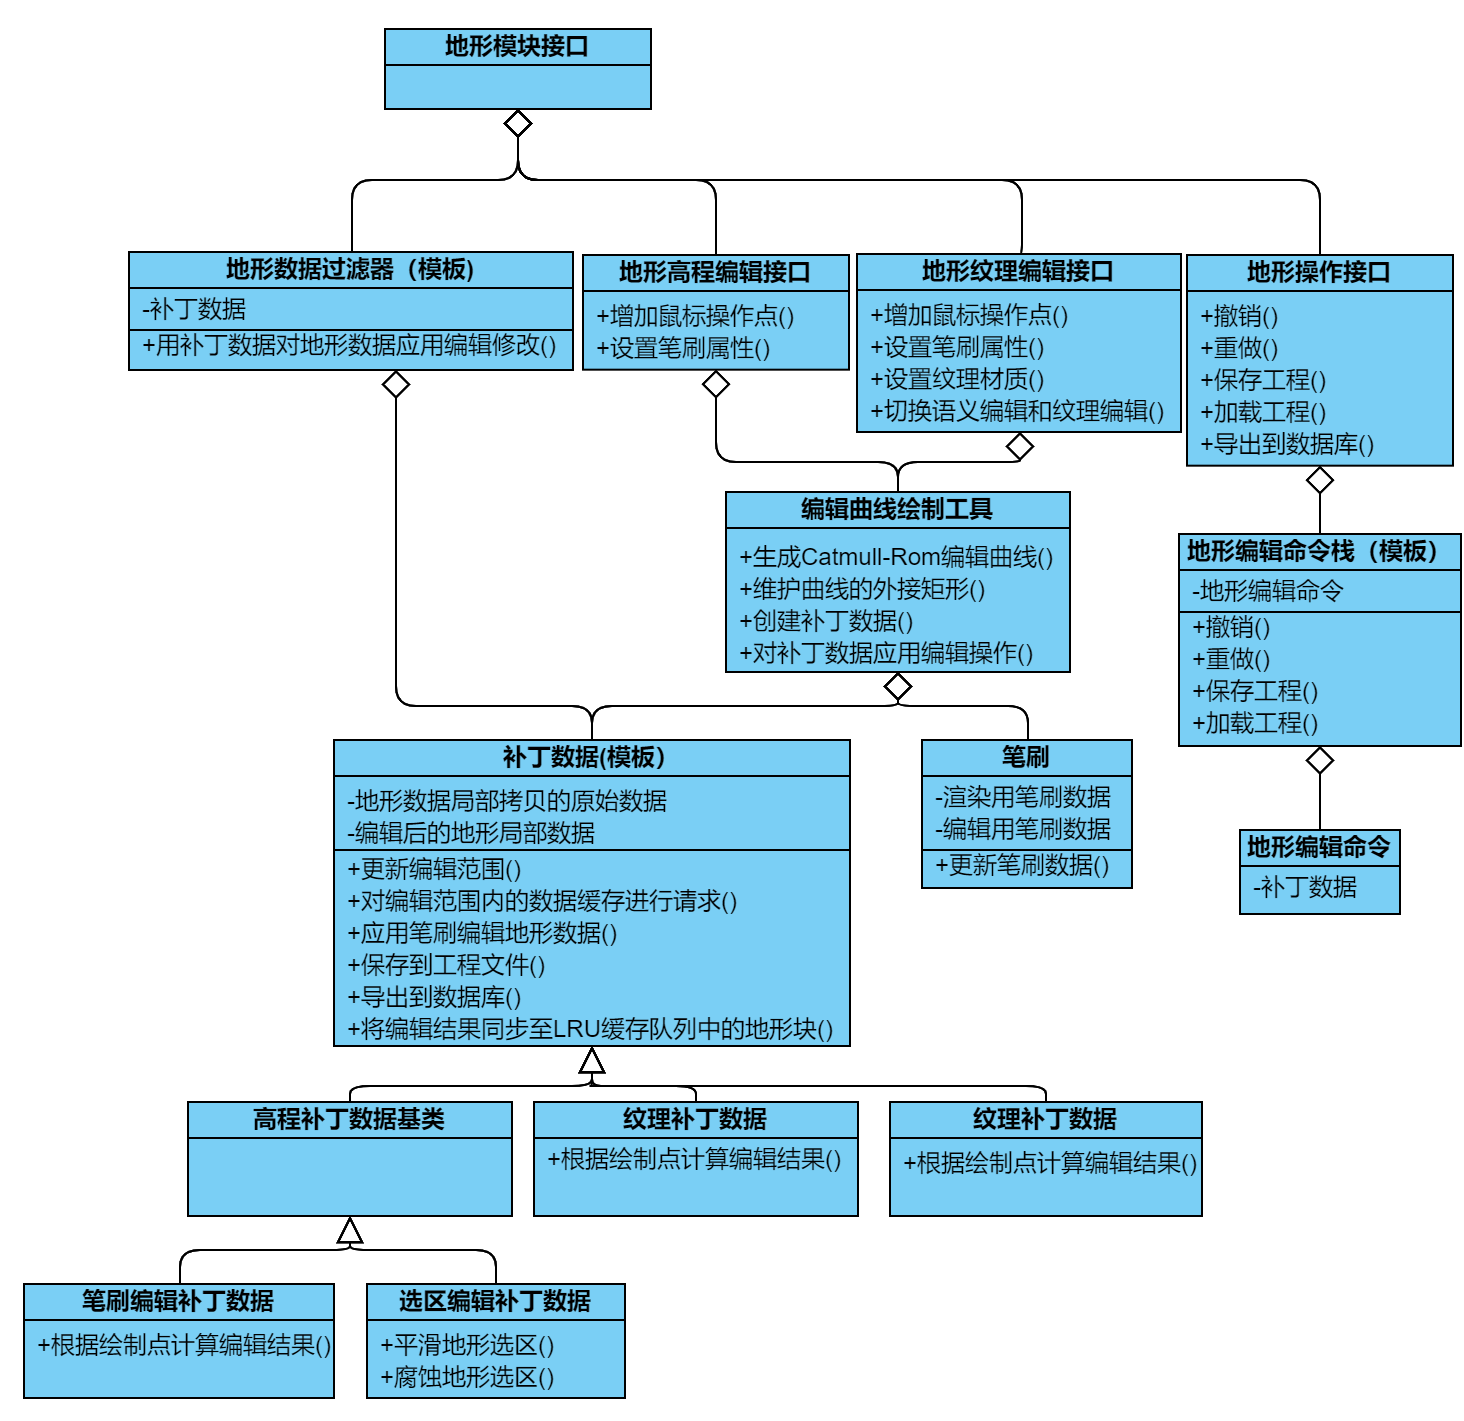 地形模块接口
地形数据过滤器（模板)
-补丁数据
+用补丁数据对地形数据应用编辑修改()
地形高程编辑接口
+增加鼠标操作点()
+设置笔刷属性()
地形纹理编辑接口
+增加鼠标操作点()
+设置笔刷属性()
+设置纹理材质()
+切换语义编辑和纹理编辑()
地形操作接口
+撤销()
+重做()
+保存工程()
+加载工程()
+导出到数据库()
编辑曲线绘制工具
+生成Catmull-Rom编辑曲线()
+维护曲线的外接矩形()
+创建补丁数据()
+对补丁数据应用编辑操作()
地形编辑命令栈（模板）
-地形编辑命令
+撤销()
+重做()
+保存工程()
+加载工程()
补丁数据(模板）
-地形数据局部拷贝的原始数据
-编辑后的地形局部数据
+更新编辑范围()
+对编辑范围内的数据缓存进行请求()
+应用笔刷编辑地形数据()
+保存到工程文件()
+导出到数据库()
+将编辑结果同步至LRU缓存队列中的地形块()
笔刷
-渲染用笔刷数据
-编辑用笔刷数据
+更新笔刷数据()
地形编辑命令
-补丁数据
高程补丁数据基类
纹理补丁数据
+根据绘制点计算编辑结果()
纹理补丁数据
+根据绘制点计算编辑结果()
笔刷编辑补丁数据
+根据绘制点计算编辑结果()
选区编辑补丁数据
+平滑地形选区()
+腐蚀地形选区()